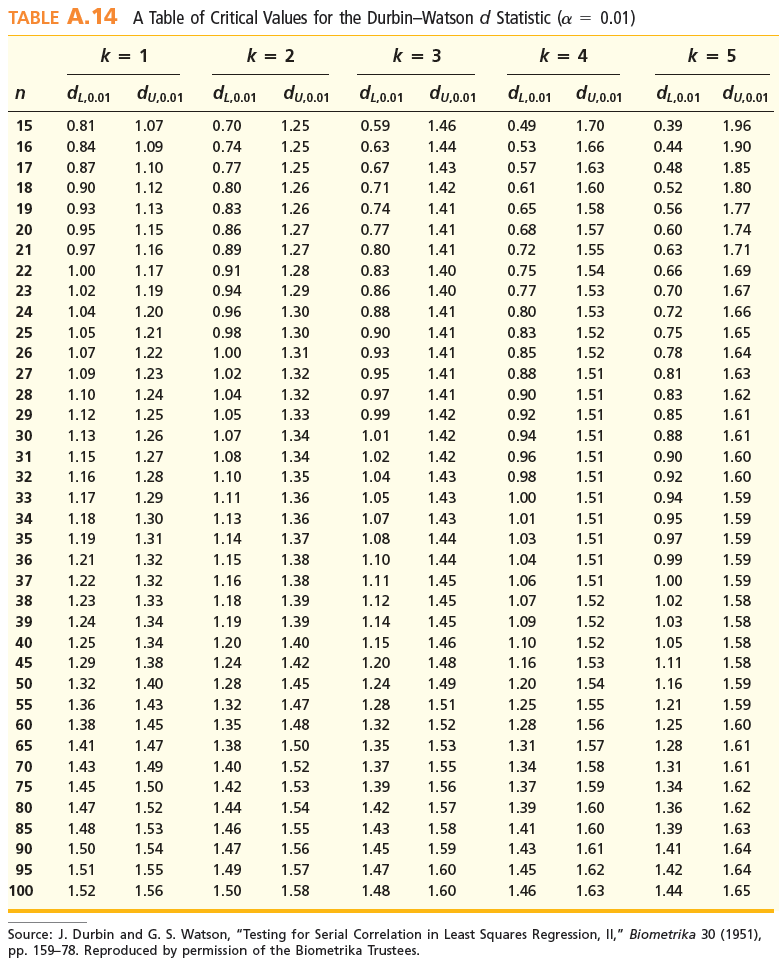 TABLE A.14 A Table of Critical Values for the Durbin–Watson d Statistic (α = 0.01)
k = 1 k = 2 k = 3 k = 4 k = 5
n dL,0.01 dU,0.01 dL,0.01 dU,0.01 dL,0.01 dU,0.01 dL,0.01 dU,0.01 dL,0.01 dU,0.01
15 0.81 1.07 0.70 1.25 0.59 1.46 0.49 1.70 0.39 1.96
16 0.84 1.09 0.74 1.25 0.63 1.44 0.53 1.66 0.44 1.90
17 0.87 1.10 0.77 1.25 0.67 1.43 0.57 1.63 0.48 1.85
18 0.90 1.12 0.80 1.26 0.71 1.42 0.61 1.60 0.52 1.80
19 0.93 1.13 0.83 1.26 0.74 1.41 0.65 1.58 0.56 1.77
20 0.95 1.15 0.86 1.27 0.77 1.41 0.68 1.57 0.60 1.74
21 0.97 1.16 0.89 1.27 0.80 1.41 0.72 1.55 0.63 1.71
22 1.00 1.17 0.91 1.28 0.83 1.40 0.75 1.54 0.66 1.69
23 1.02 1.19 0.94 1.29 0.86 1.40 0.77 1.53 0.70 1.67
24 1.04 1.20 0.96 1.30 0.88 1.41 0.80 1.53 0.72 1.66
25 1.05 1.21 0.98 1.30 0.90 1.41 0.83 1.52 0.75 1.65
26 1.07 1.22 1.00 1.31 0.93 1.41 0.85 1.52 0.78 1.64
27 1.09 1.23 1.02 1.32 0.95 1.41 0.88 1.51 0.81 1.63
28 1.10 1.24 1.04 1.32 0.97 1.41 0.90 1.51 0.83 1.62
29 1.12 1.25 1.05 1.33 0.99 1.42 0.92 1.51 0.85 1.61
30 1.13 1.26 1.07 1.34 1.01 1.42 0.94 1.51 0.88 1.61
31 1.15 1.27 1.08 1.34 1.02 1.42 0.96 1.51 0.90 1.60
32 1.16 1.28 1.10 1.35 1.04 1.43 0.98 1.51 0.92 1.60
33 1.17 1.29 1.11 1.36 1.05 1.43 1.00 1.51 0.94 1.59
34 1.18 1.30 1.13 1.36 1.07 1.43 1.01 1.51 0.95 1.59
35 1.19 1.31 1.14 1.37 1.08 1.44 1.03 1.51 0.97 1.59
36 1.21 1.32 1.15 1.38 1.10 1.44 1.04 1.51 0.99 1.59
37 1.22 1.32 1.16 1.38 1.11 1.45 1.06 1.51 1.00 1.59
38 1.23 1.33 1.18 1.39 1.12 1.45 1.07 1.52 1.02 1.58
39 1.24 1.34 1.19 1.39 1.14 1.45 1.09 1.52 1.03 1.58
40 1.25 1.34 1.20 1.40 1.15 1.46 1.10 1.52 1.05 1.58
45 1.29 1.38 1.24 1.42 1.20 1.48 1.16 1.53 1.11 1.58
50 1.32 1.40 1.28 1.45 1.24 1.49 1.20 1.54 1.16 1.59
55 1.36 1.43 1.32 1.47 1.28 1.51 1.25 1.55 1.21 1.59
60 1.38 1.45 1.35 1.48 1.32 1.52 1.28 1.56 1.25 1.60
65 1.41 1.47 1.38 1.50 1.35 1.53 1.31 1.57 1.28 1.61
70 1.43 1.49 1.40 1.52 1.37 1.55 1.34 1.58 1.31 1.61
75 1.45 1.50 1.42 1.53 1.39 1.56 1.37 1.59 1.34 1.62
80 1.47 1.52 1.44 1.54 1.42 1.57 1.39 1.60 1.36 1.62
85 1.48 1.53 1.46 1.55 1.43 1.58 1.41 1.60 1.39 1.63
90 1.50 1.54 1.47 1.56 1.45 1.59 1.43 1.61 1.41 1.64
95 1.51 1.55 1.49 1.57 1.47 1.60 1.45 1.62 1.42 1.64
100 1.52 1.56 1.50 1.58 1.48 1.60 1.46 1.63 1.44 1.65
Source: J. Durbin and G. S. Watson, “Testing for Serial Correlation in Least Squares Regression, II,” Biometrika 30 (1951),
pp. 159–78. Reproduced by permission of the Biometrika Trustees.